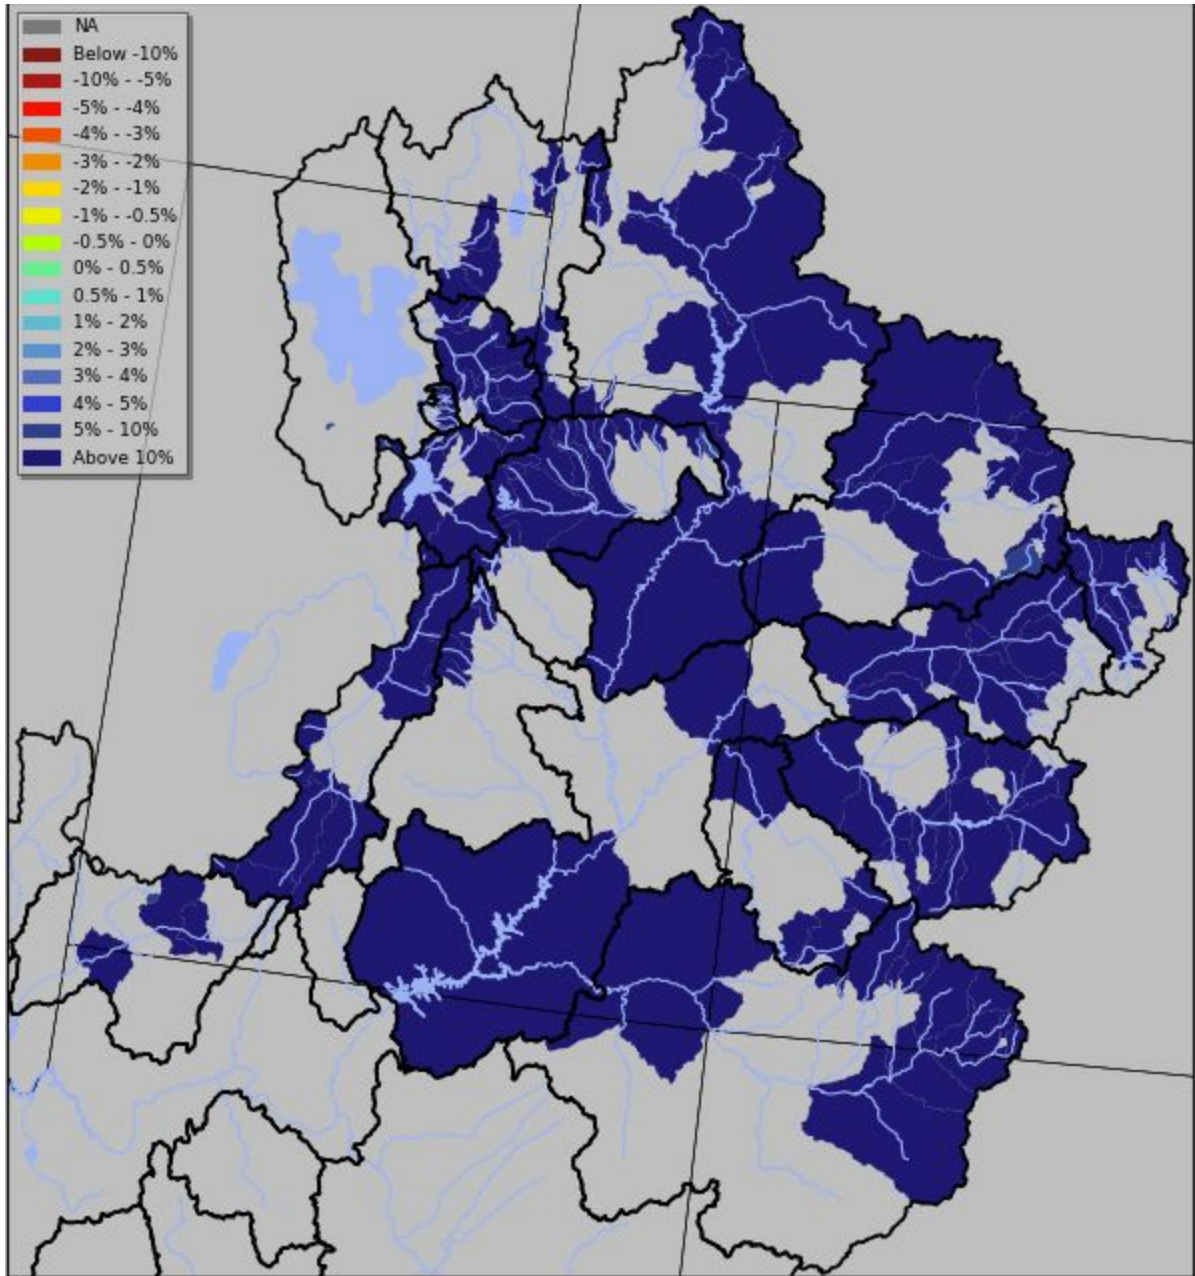 NA
Below -10%
-10% - -5%
-5% - -4%
-4% - -3%
-3% - -2%
-2% - -1%
-1% - -0.5%
-0.5% - 0%
0% - 0.5%
0.5% - 1%
1% - 2%
2% - 3%
3% - 4%
4% - 5%
5% - 10%
Above 10%